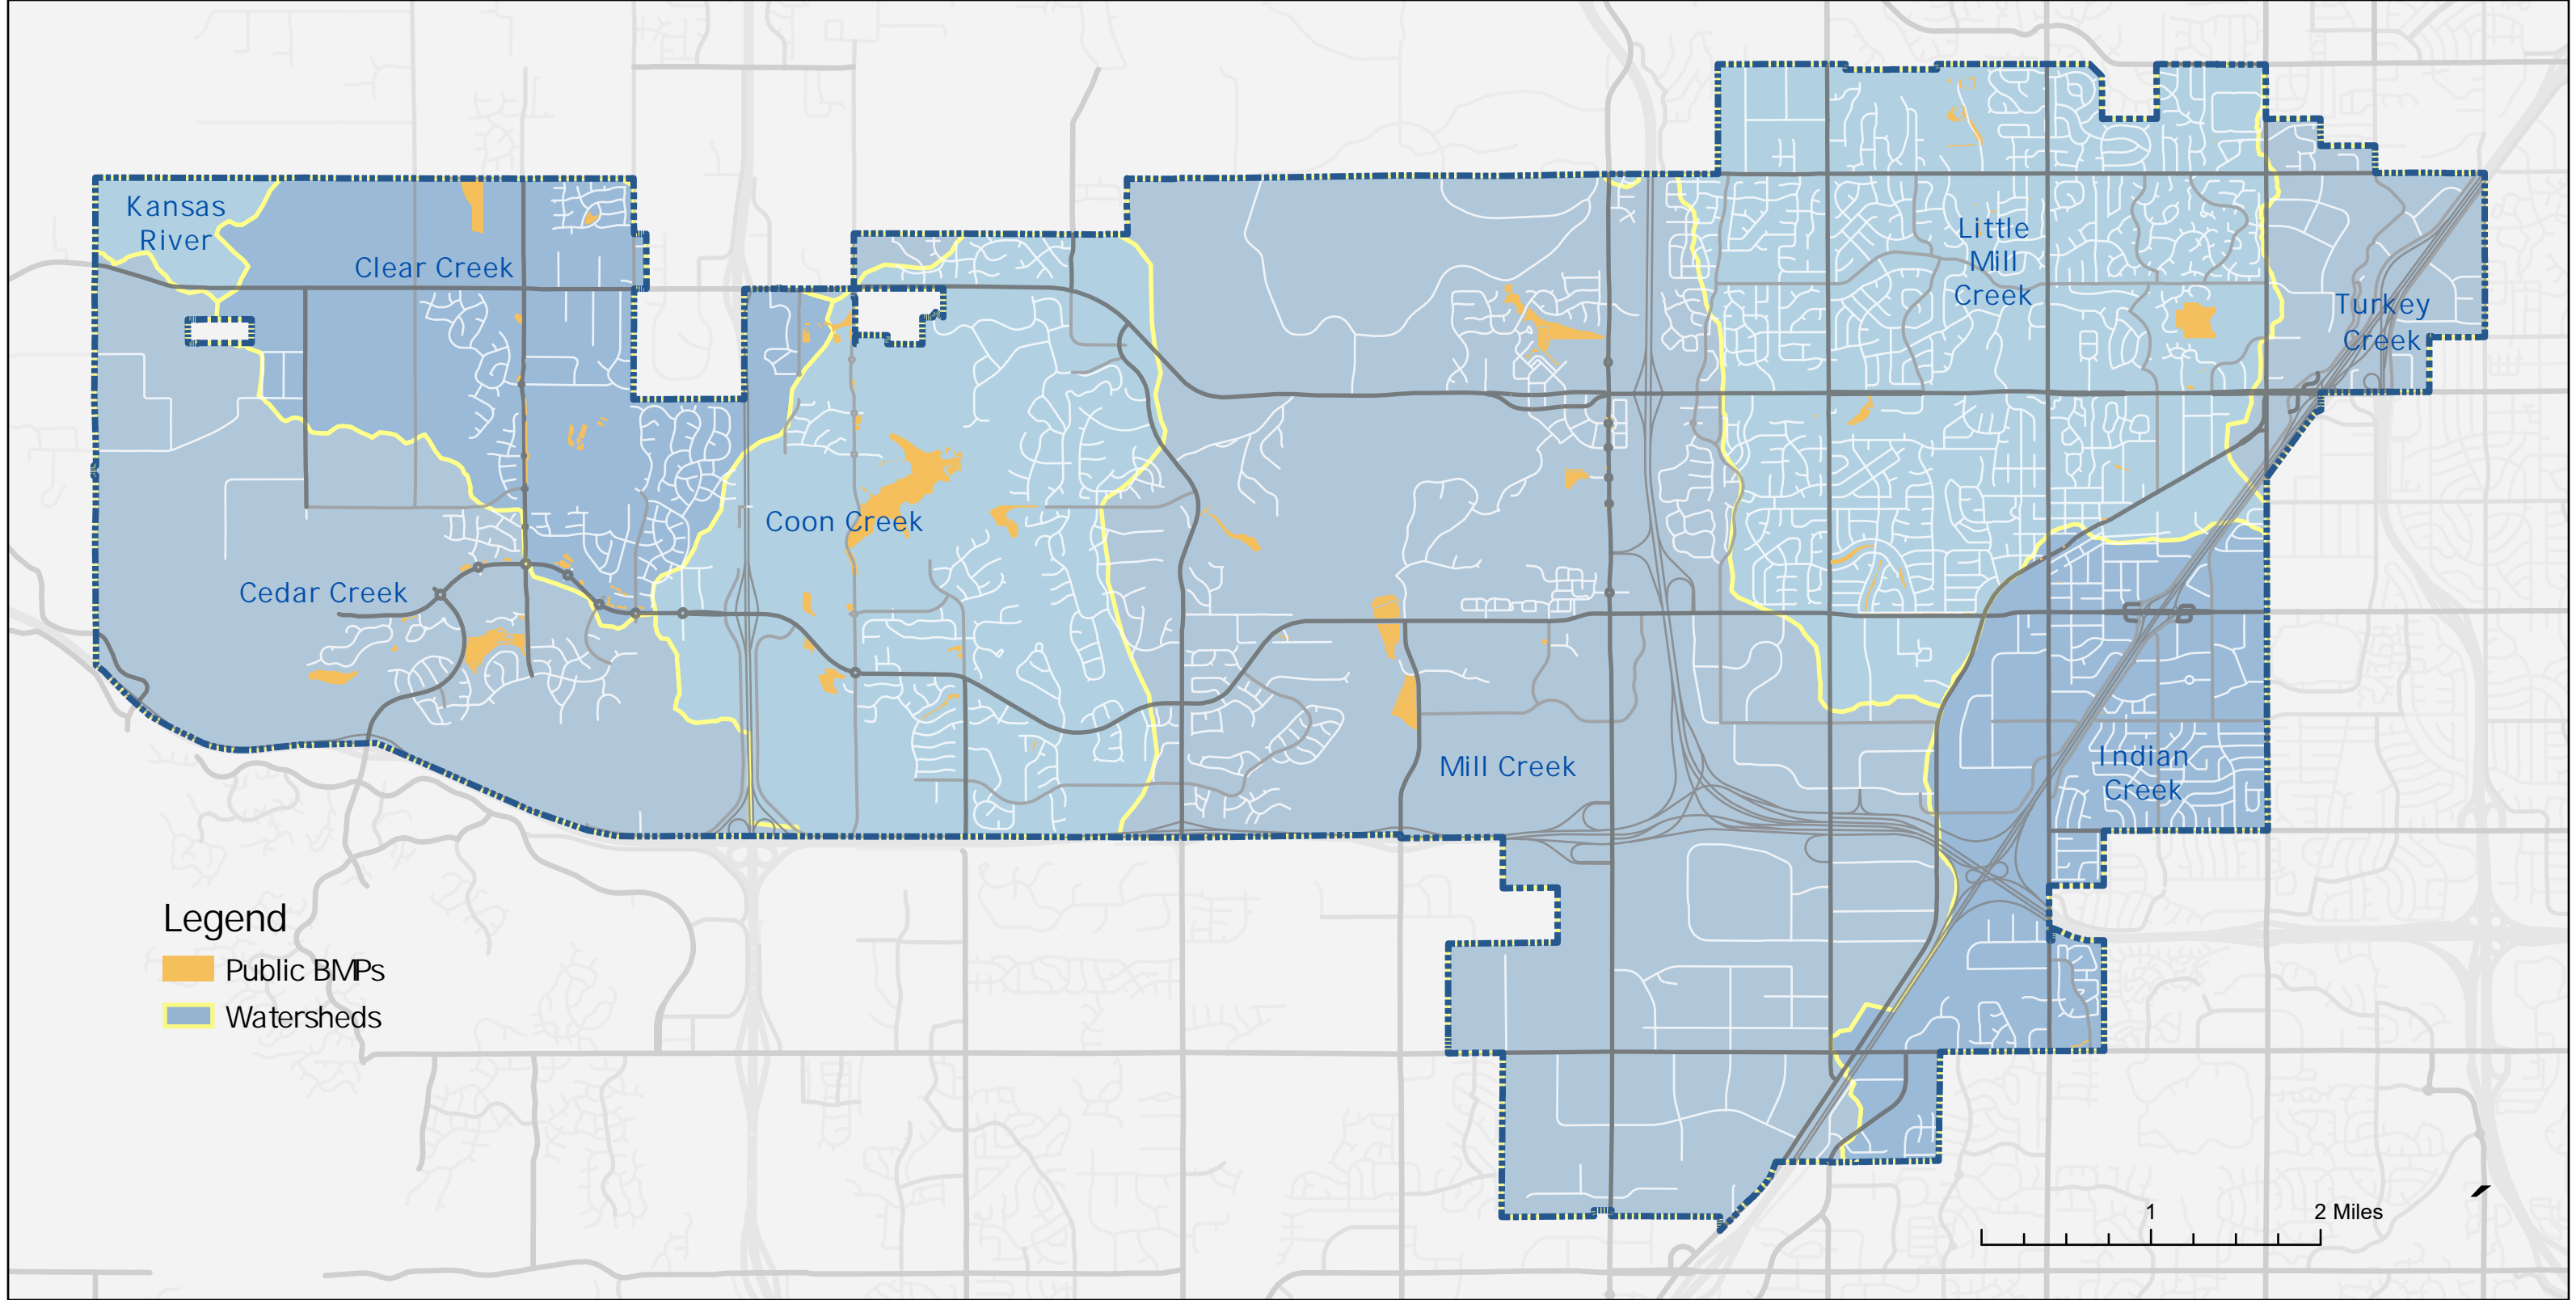 Kansas
River
Clear Creek
Little
Mill
Creek
Turkey
Creek
Coon Creek
Cedar Creek
Mill Creek
Indian
Creek
Legend
Public BMPs
Watersheds
1
2 Miles